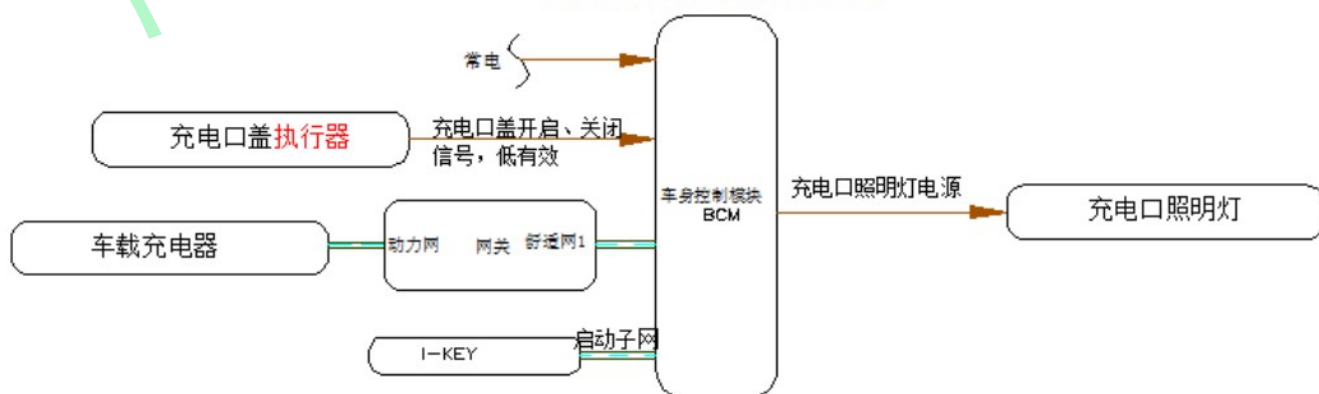 常电
充电口盖执行器
充电口盖开启、关闭
信号，低有效
车身控制模块
BCM
充电口照明灯电源
充电口照明灯
车载充电器
动力网
网关
舒适网1
I-KEY
启动子网